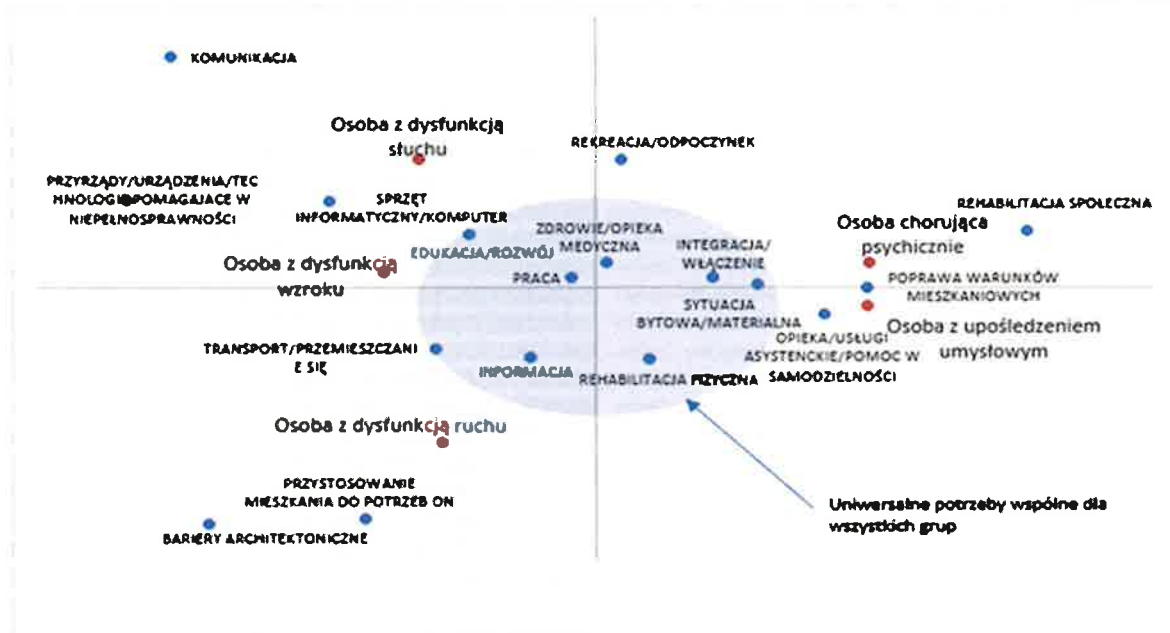 KOMUNIKACJA
Osoba z dysfunkcją
słuchu
REKREACJA/ODPOCZYNEK
PRZYRZĄDY/URZĄDZENIA/TEC
HNOLOGIE POMAGAJĄCE W
NIEPEŁNOSPRAWNOŚCI
SPRZĘT
INFORMATYCZNY/KOMPUTER
REHABILITACJA SPOŁECZNA
Osoba chorująca
psychicznie
ZDROWIE/OPIEKA
MEDYCZNA
INTEGRACJA/
WŁĄCZENIE
EDUKACJA/ROZWÓJ
Osoba z dysfunkcją
wzroku
PRACA
POPRAWA WARUNKÓW
MIESZKANIOWYCH
SYTUACJA
BYTOWA/MATERIALNA
Osoba z upośledzeniem
umysłowym
OPIEKA/USŁUGI
ASYSTENCKIE/POMOC W
SAMODZIELNOŚCI
TRANSPORT/PRZEMIESZCZANI
E SIĘ
INFORMACJA
REHABILITACJA FIZYCZNA
Osoba z dysfunkcją ruchu
PRZYSTOSOWANIE
MIESZKANIA DO POTRZEB ON
BARIERY ARCHITEKTONICZNE
Uniwersalne potrzeby wspólne dla
wszystkich grup